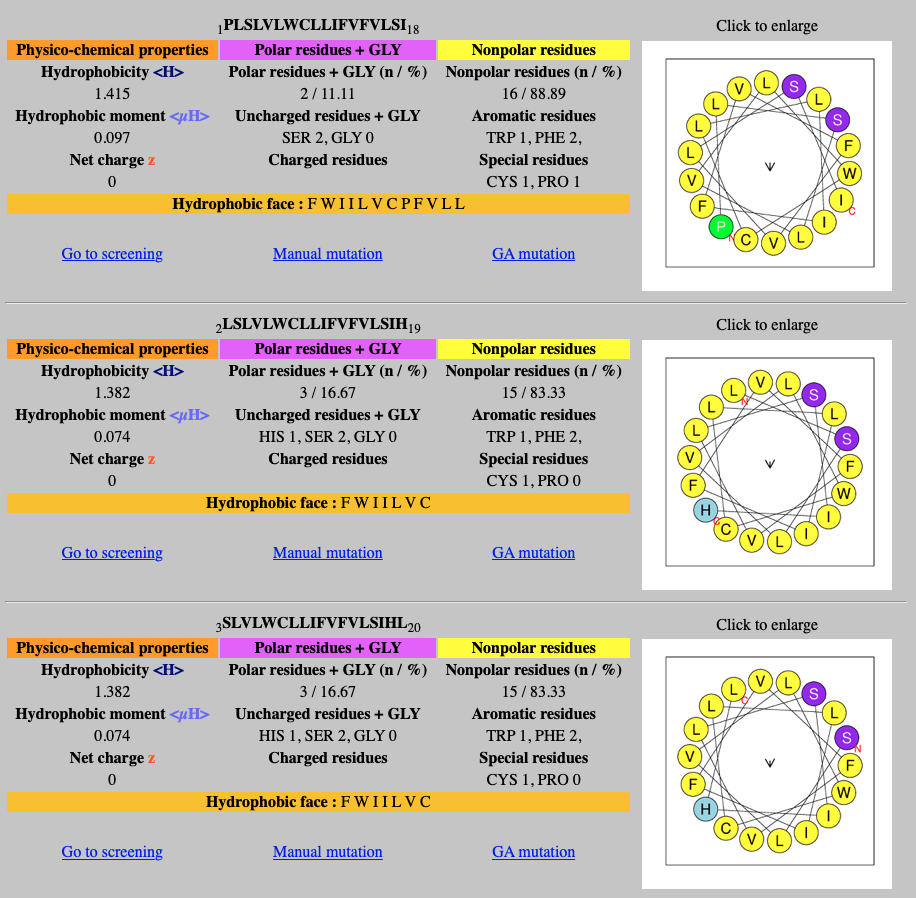 1PLSLVLWCLLIFVFVLSI18
Click to enlarge
Physico-chemical properties Polar residues + GLY Nonpolar residues
Hydrophobicity <H> Polar residues + GLY (n / %) Nonpolar residues (n / %)
1.415 2 / 11.11 16 / 88.89
Hydrophobic moment <μH> Uncharged residues + GLY Aromatic residues
0.097 SER 2, GLY 0 TRP 1, PHE 2,
Net charge z Charged residues Special residues
0 CYS 1, PRO 1
Hydrophobic face : F W I I L V C P F V L L
Go to screening Manual mutation GA mutation
L S L S F W I C I L V C P N F V L L L V
2LSLVLWCLLIFVFVLSIH19
Click to enlarge
Physico-chemical properties Polar residues + GLY Nonpolar residues
Hydrophobicity <H> Polar residues + GLY (n / %) Nonpolar residues (n / %)
1.382 3 / 16.67 15 / 83.33
Hydrophobic moment <μH> Uncharged residues + GLY Aromatic residues
0.074 HIS 1, SER 2, GLY 0 TRP 1, PHE 2,
Net charge z Charged residues Special residues
0 CYS 1, PRO 0
Hydrophobic face : F W I I L V C
Go to screening Manual mutation GA mutation
V L S L S F W I I L V C H C F V L L L N
3SLVLWCLLIFVFVLSIHL20
Click to enlarge
Physico-chemical properties Polar residues + GLY Nonpolar residues
Hydrophobicity <H> Polar residues + GLY (n / %) Nonpolar residues (n / %)
1.382 3 / 16.67 15 / 83.33
Hydrophobic moment <μH> Uncharged residues + GLY Aromatic residues
0.074 HIS 1, SER 2, GLY 0 TRP 1, PHE 2,
Net charge z Charged residues Special residues
0 CYS 1, PRO 0
Hydrophobic face : F W I I L V C
Go to screening Manual mutation GA mutation
V L S L S N F W I I L V C H F V L L L C